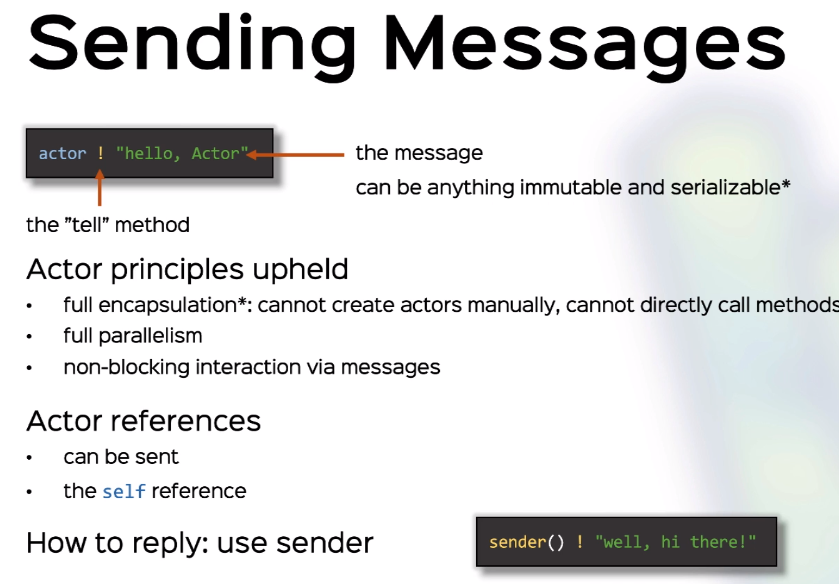 Sending Messages
actor ! "hello, Actor"
the message
can be anything immutable and serializable*
the ”tell” method
Actor principles upheld
• full encapsulation*: cannot create actors manually, cannot directly call methods
• full parallelism
• non-blocking interaction via messages
Actor references
• can be sent
• the self reference
How to reply: use sender
sender() ! "well, hi there!"